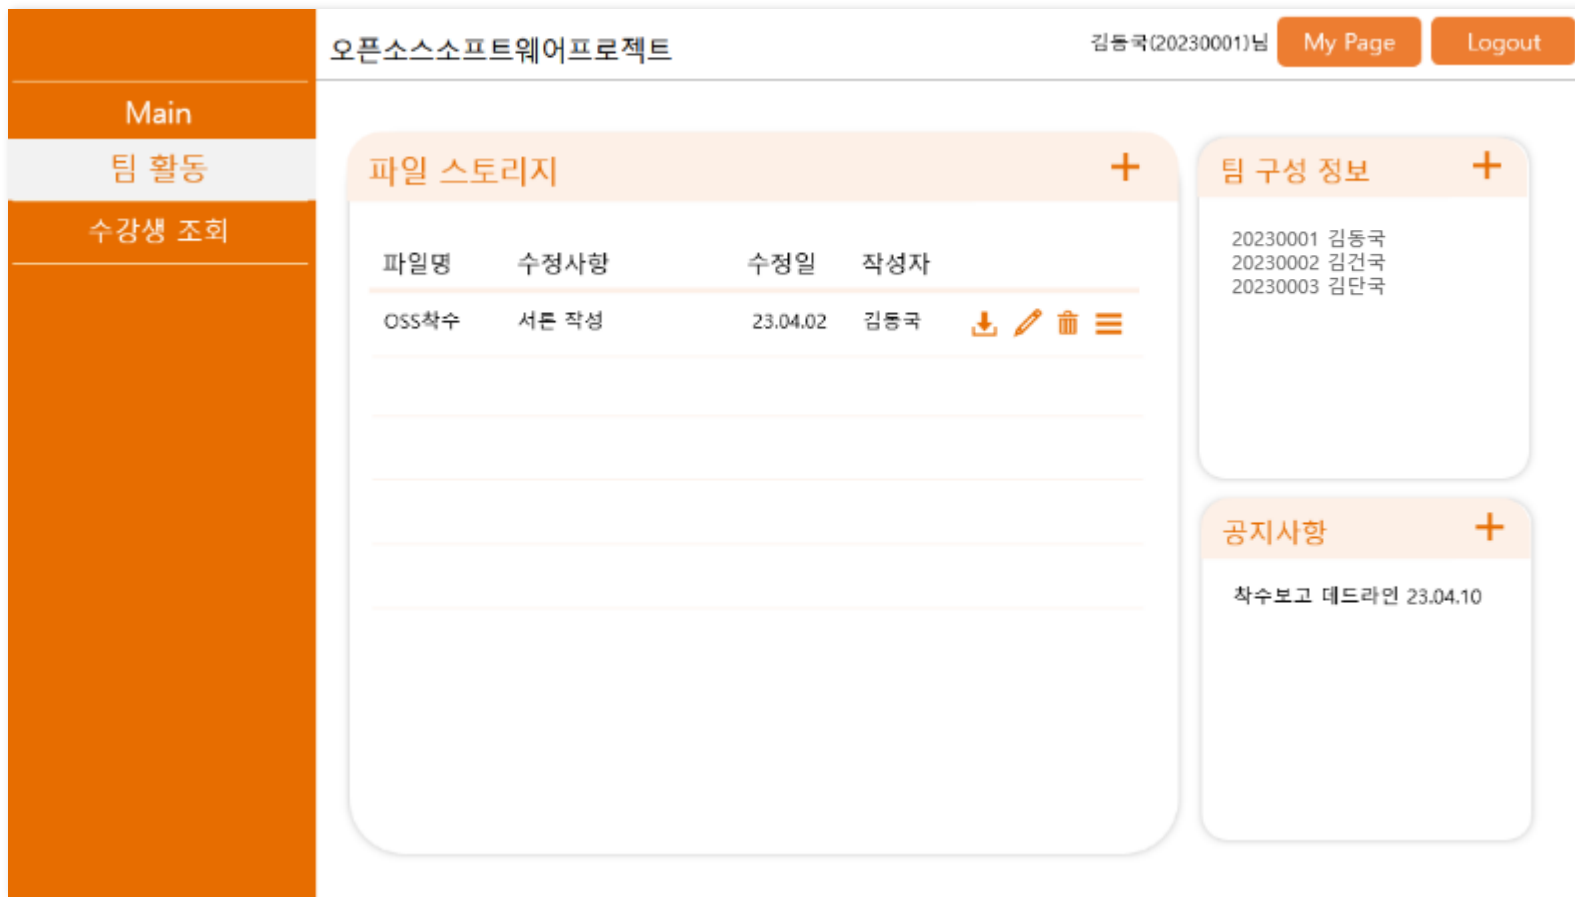 오픈소스소프트웨어프로젝트
김동국(20230001)님 My Page Logout
Main
팀 활동
수강생 조회
파일 스토리지
파일명 수정사항 수정일 작성자
OSS착수 서론 작성 23.04.02 김동국
팀 구성 정보
20230001 김동국
20230002 김건국
20230003 김단국
공지사항
착수보고 데드라인 23.04.10